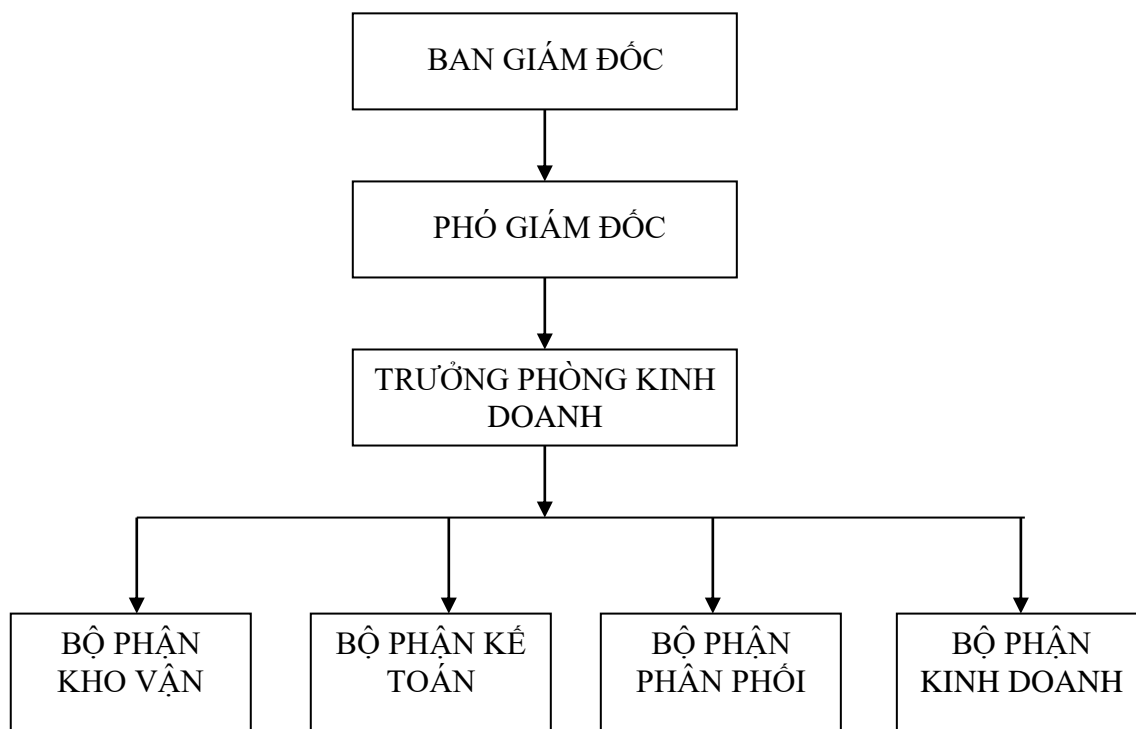 BAN GIÁM ĐỐC
PHÓ GIÁM ĐỐC
TRƯỞNG PHÒNG KINH
DOANH
BỘ PHẬN
KHO VẬN
BỘ PHẬN KẾ
TOÁN
BỘ PHẬN
PHÂN PHỐI
BỘ PHẬN
KINH DOANH